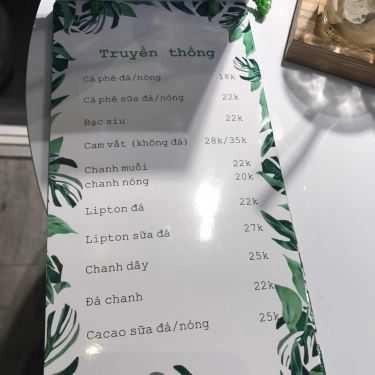 Truyền thống
Cà phê đá/nóng 18k
Cà phê sữa đá/nóng 22k
Bạc sỉu 22k
Cam vắt (không đá) 28k/35k
Chanh muối 22k
chanh nóng 20k
Lipton đá 22k
Lipton sữa đá 27k
Chanh dây 25k
Đá chanh 22k
Cacao sữa đá/nóng 25k